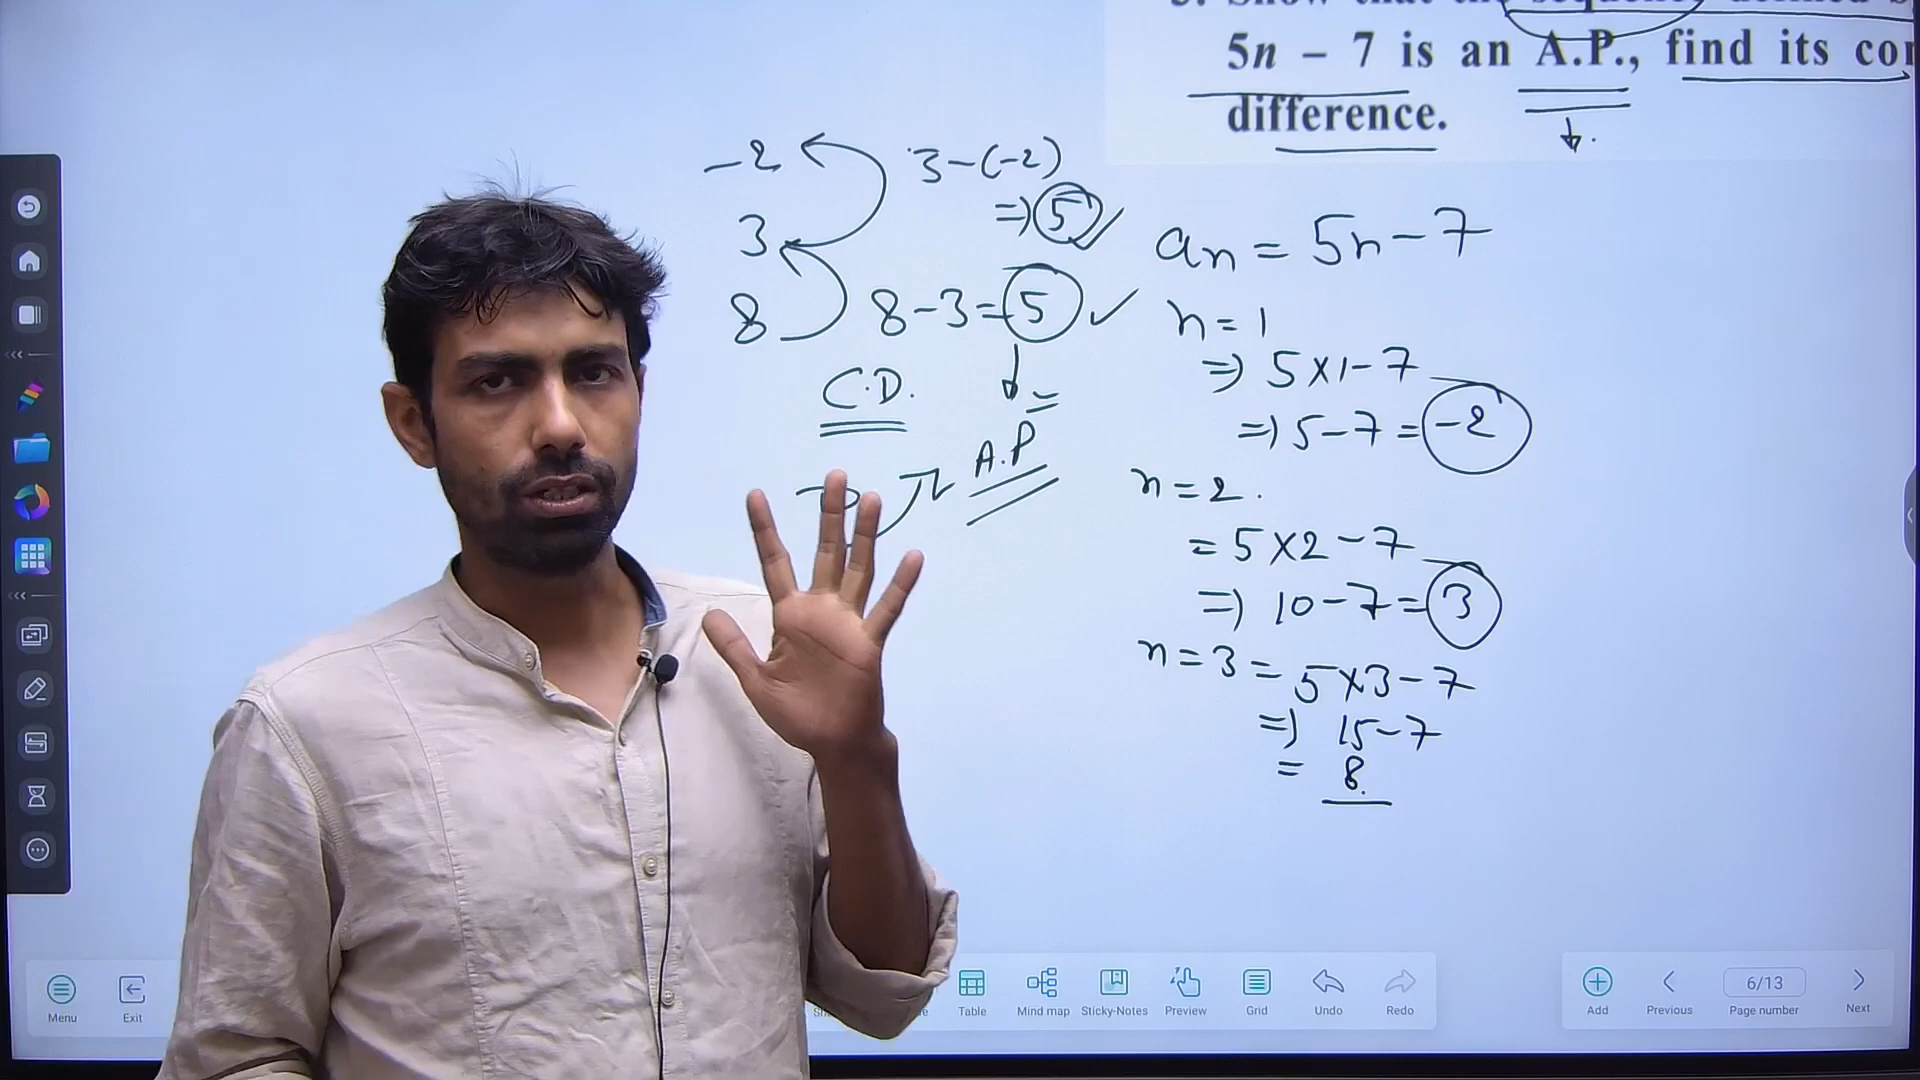 5n – 7 is an A.P., find its
difference.
-2
3
8
3-(-2)
=> 5
8-3=5
C.D.
A.P
D
an = 5n-7
n=1
=> 5x1-7
=> 5-7 = -2
n=2.
= 5x2-7
=> 10-7=3
n=3 = 5x3-7
=> 15-7
= 8.
Menu
Exit
Table
Mind map
Sticky-Notes
Preview
Grid
Undo
Redo
Add
Previous
6/13
Page number
Next